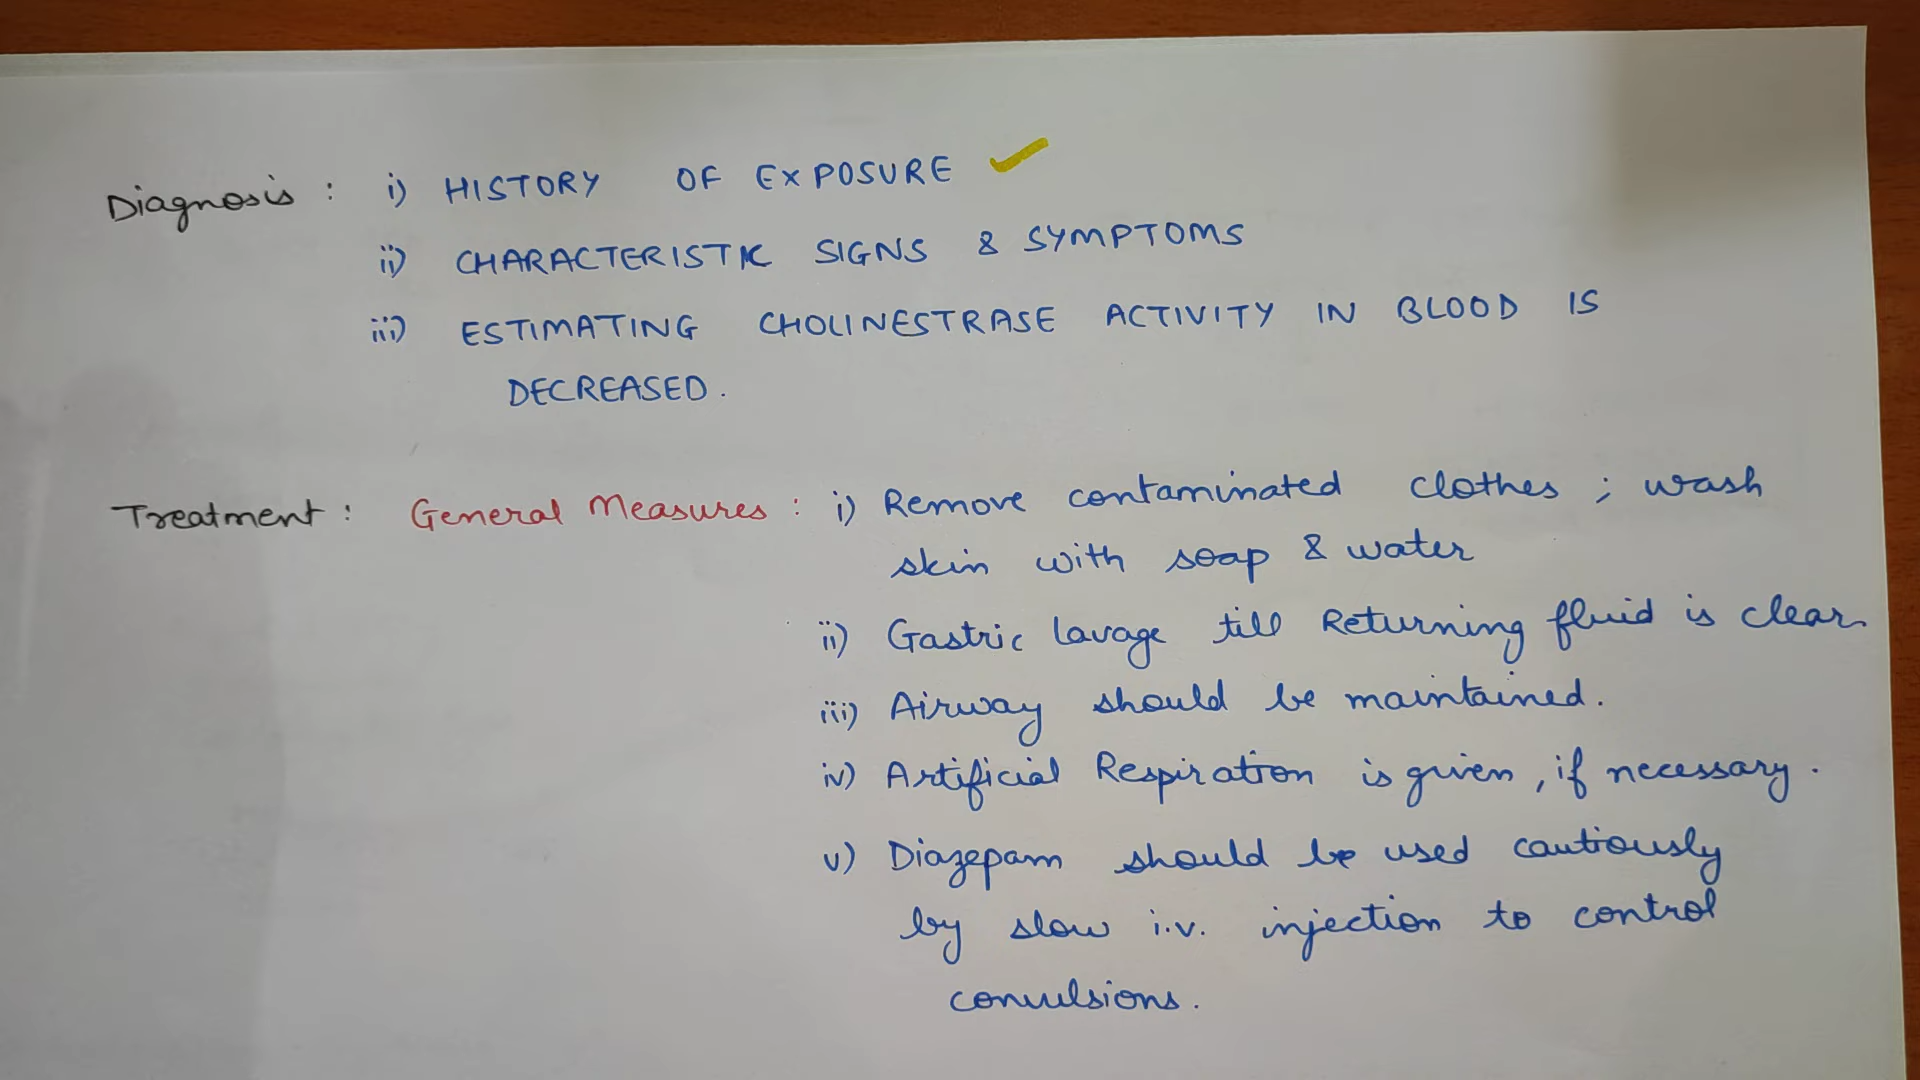 Diagnosis : i) HISTORY OF EXPOSURE
ii) CHARACTERISTIC SIGNS & SYMPTOMS
iii) ESTIMATING CHOLINESTRASE ACTIVITY IN BLOOD IS
DECREASED.
Treatment : General Measures : i) Remove contaminated clothes ; wash
skin with soap & water
ii) Gastric lavage till Returning fluid is clear
iii) Airway should be maintained.
iv) Artificial Respiration is given, if necessary.
v) Diazepam should be used cautiously
by slow i.v. injection to control
convulsions.